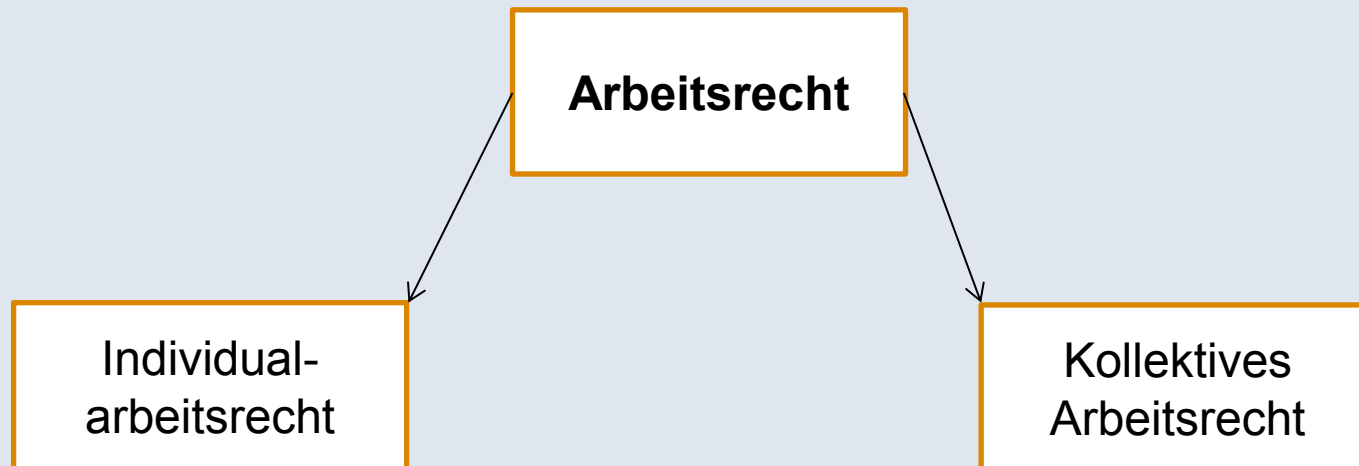 Arbeitsrecht
Individual-
arbeitsrecht
Kollektives
Arbeitsrecht